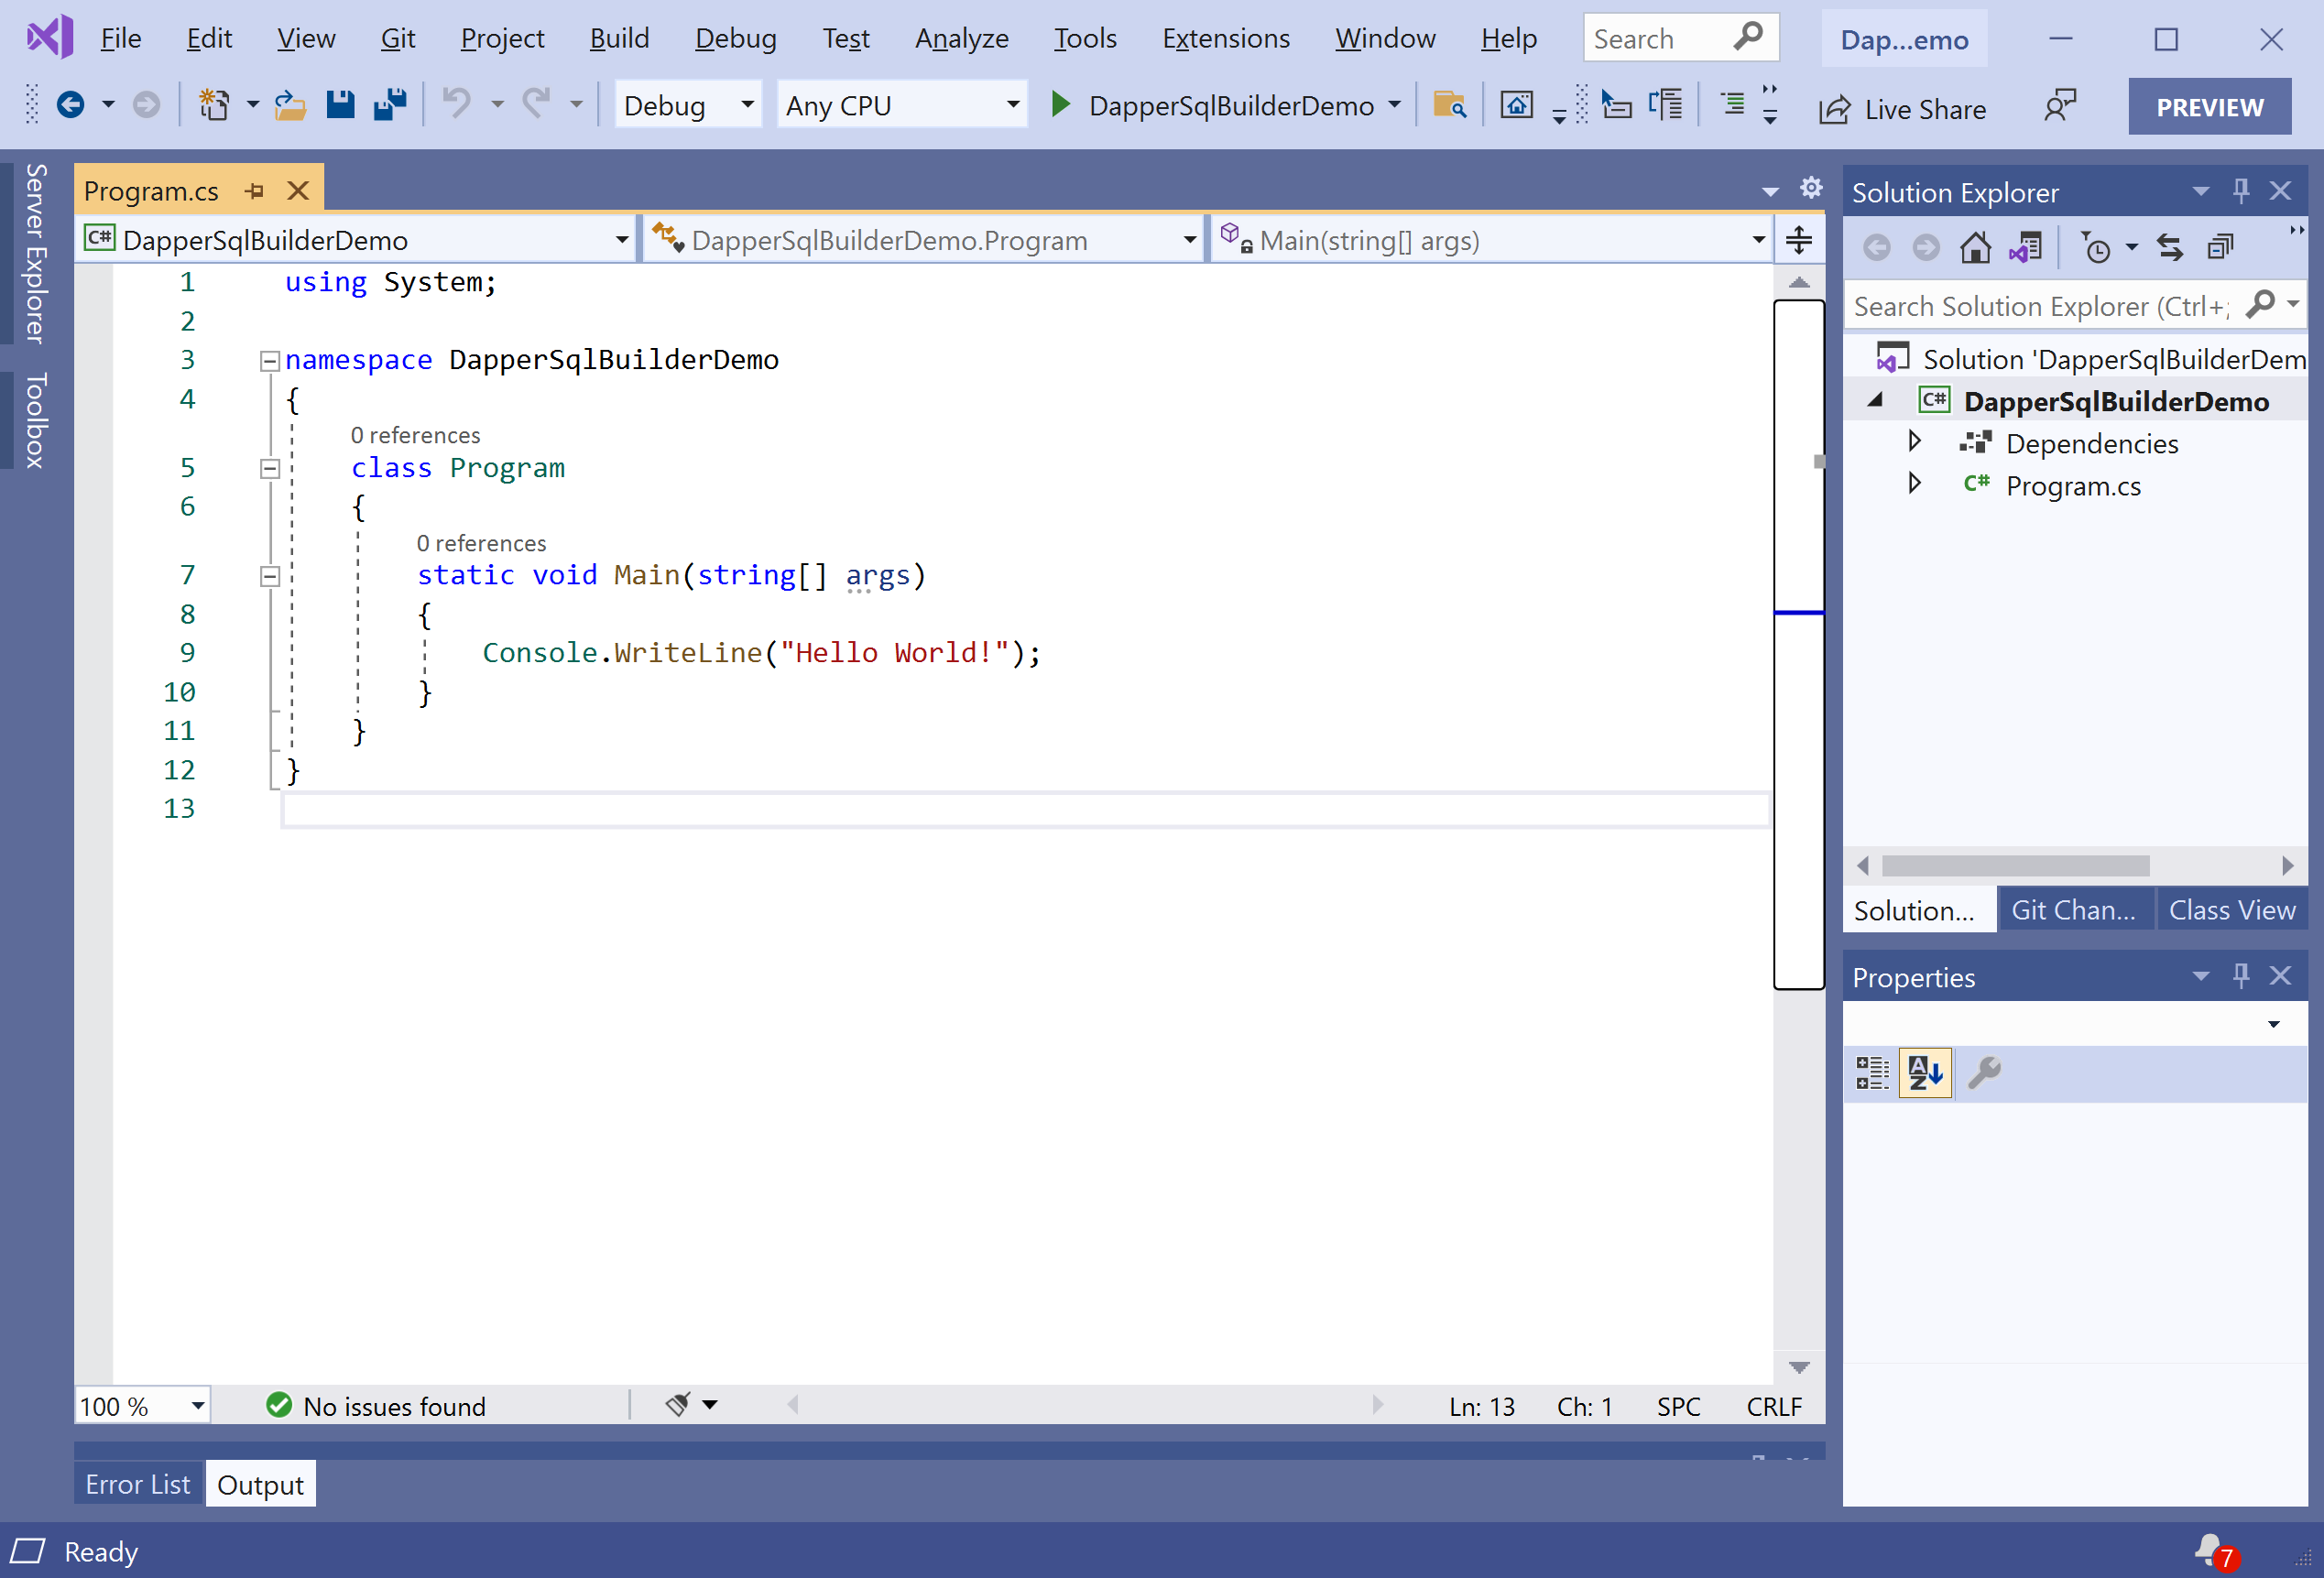 File Edit View Git Project Build Debug Test Analyze Tools Extensions Window Help Search Dap...emo
Debug Any CPU DapperSqlBuilderDemo Live Share PREVIEW
Server Explorer
Toolbox
Program.cs
DapperSqlBuilderDemo DapperSqlBuilderDemo.Program Main(string[] args)
1 using System;
2
3 namespace DapperSqlBuilderDemo
4 {
0 references
5 class Program
6 {
0 references
7 static void Main(string[] args)
8 {
9 Console.WriteLine("Hello World!");
10 }
11 }
12 }
13
100 % No issues found Ln: 13 Ch: 1 SPC CRLF
Error List Output
Solution Explorer
Search Solution Explorer (Ctrl+;
Solution 'DapperSqlBuilderDem
C# DapperSqlBuilderDemo
Dependencies
C# Program.cs
Solution... Git Chan... Class View
Properties
Ready 7